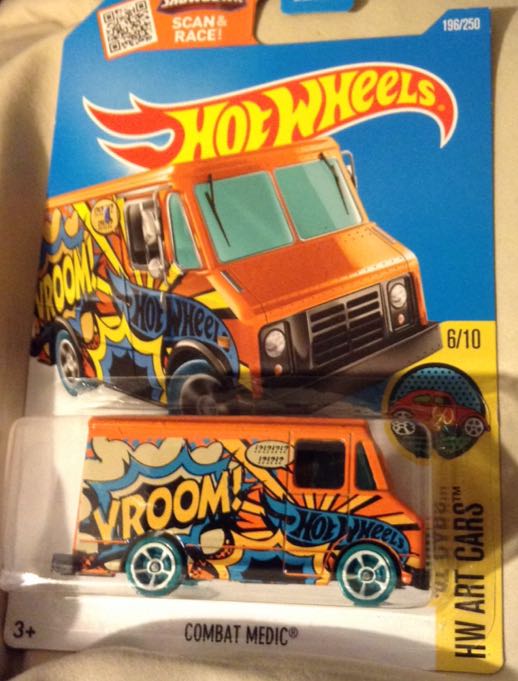 SCAN &
RACE!
196/250
HOT WHEELS
VROOM!
HOT WHEELS
6/10
VROOM!
!?!?!?!?
!?!?!?
HOT WHEELS
HW ART CARS™
3+
COMBAT MEDIC®